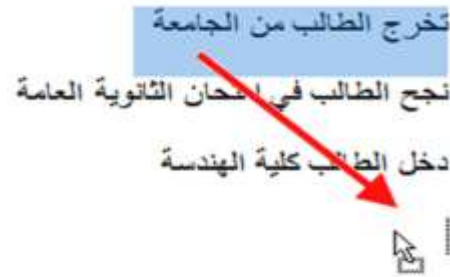 تخرج الطالب من الجامعة
نجح الطالب في امتحان الثانوية العامة
دخل الطالب كلية الهندسة